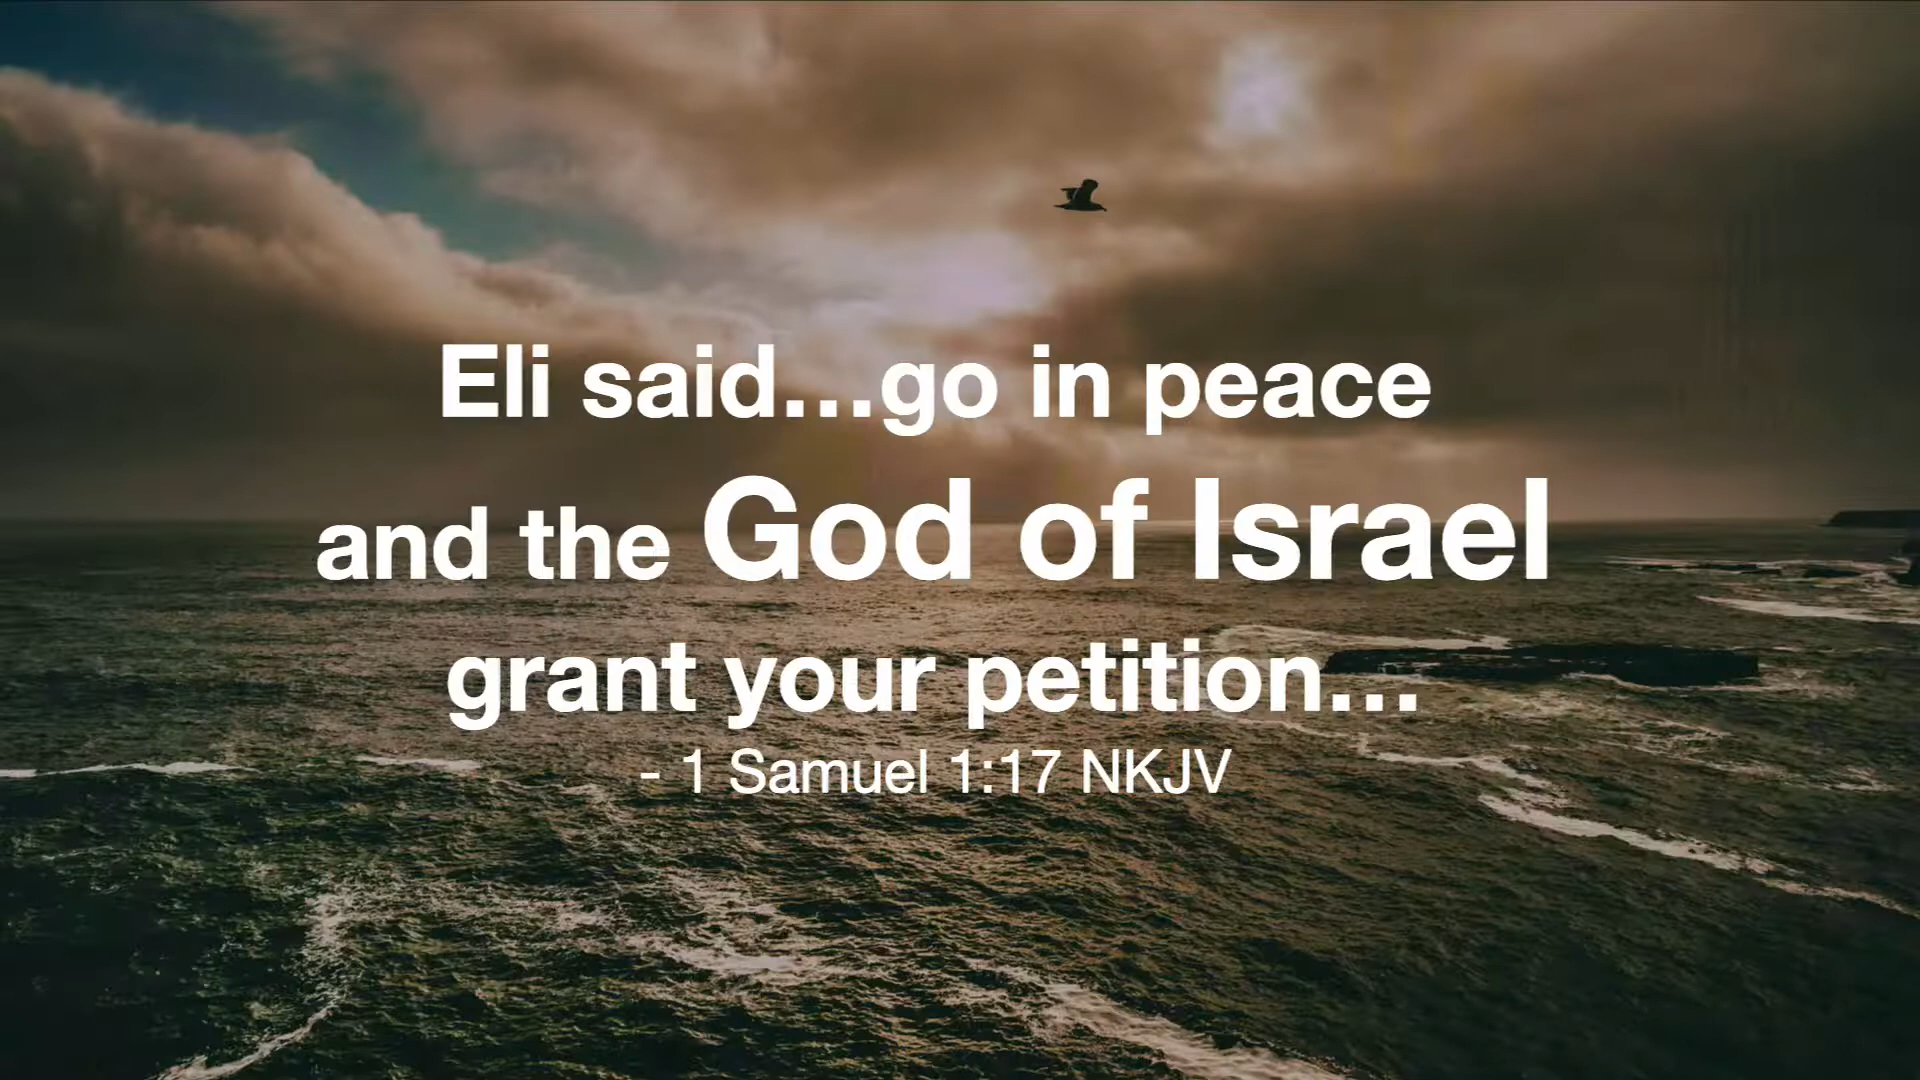 Eli said...go in peace
and the God of Israel
grant your petition...
- 1 Samuel 1:17 NKJV